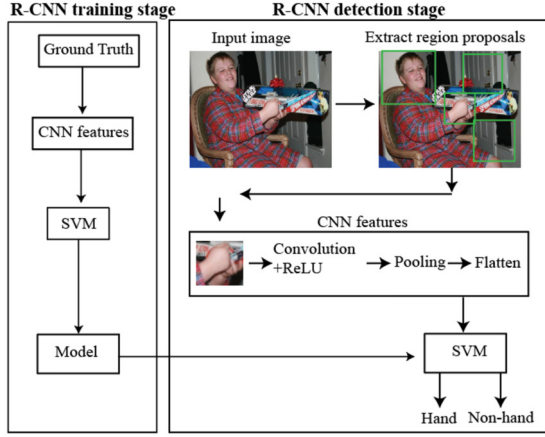 R-CNN training stage
Ground Truth
CNN features
SVM
Model
R-CNN detection stage
Input image
Extract region proposals
CNN features
Convolution
+ReLU
Pooling
Flatten
SVM
Hand
Non-hand